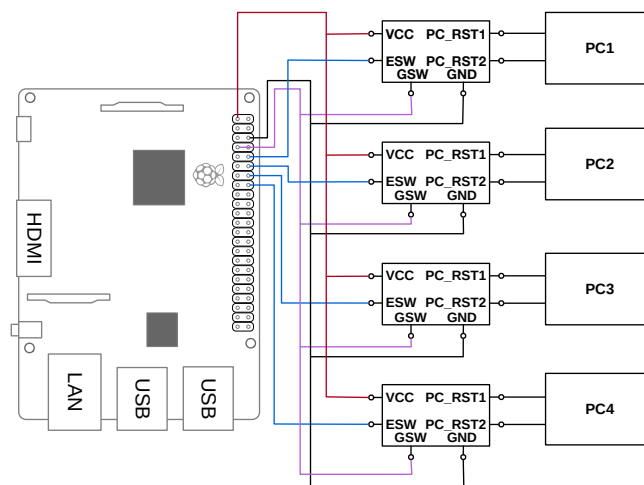 VCC PC_RST1
ESW PC_RST2
GSW GND
PC1
VCC PC_RST1
ESW PC_RST2
GSW GND
PC2
HDMI
VCC PC_RST1
ESW PC_RST2
GSW GND
PC3
LAN
USB
USB
VCC PC_RST1
ESW PC_RST2
GSW GND
PC4